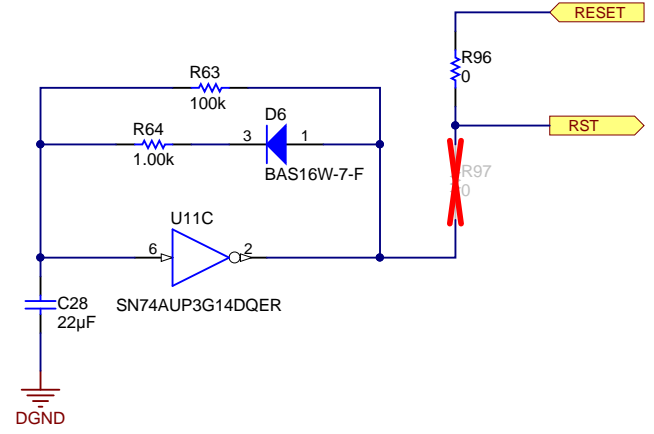 RESET
R96
0
R63
100k
D6
R64
3
1
RST
1.00k
BAS16W-7-F
R97
0
U11C
6
2
C28
22µF
SN74AUP3G14DQER
DGND